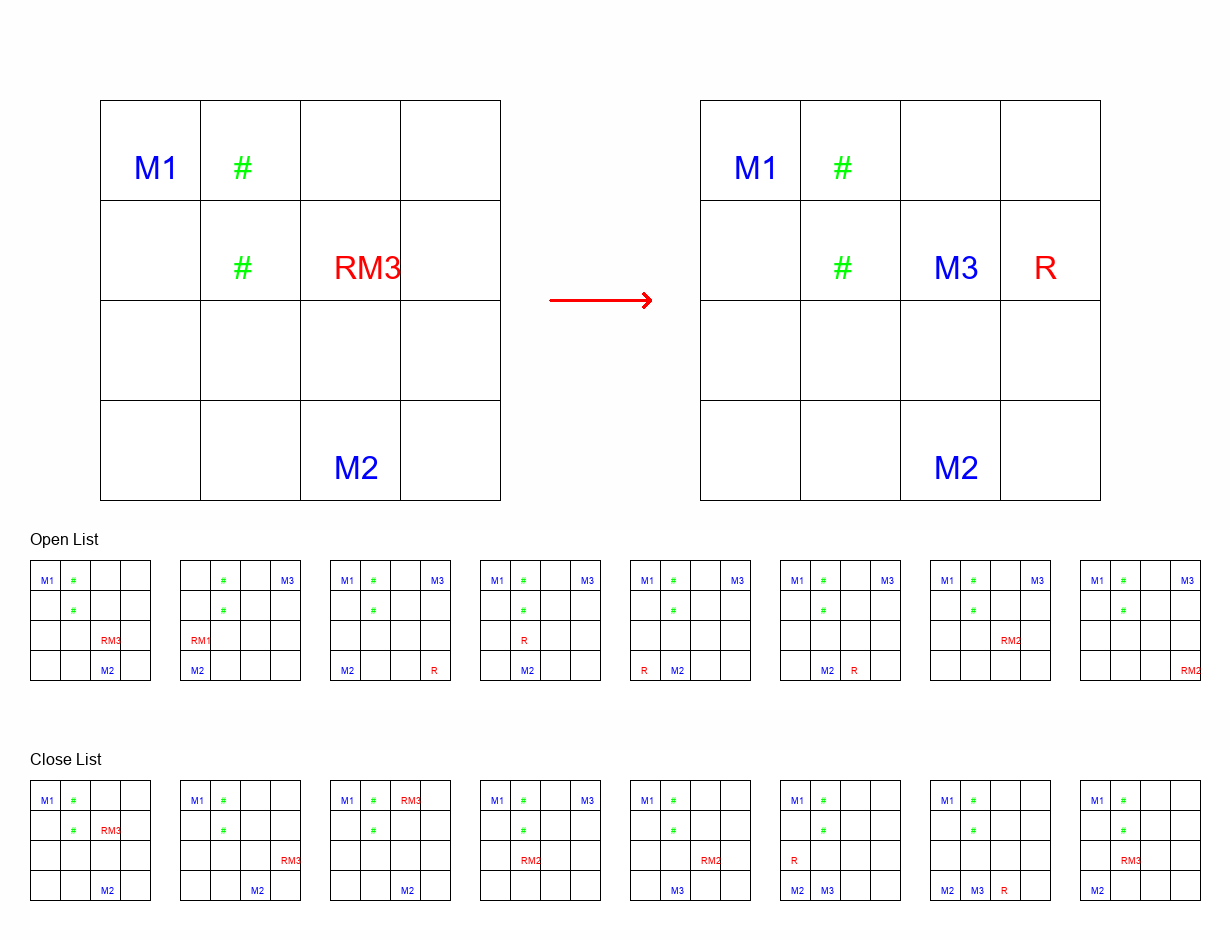 M1 # M1 #
# RM3 # M3 R
M2 M2
Open List
M1 # # M3 M1 # M3 M1 # M3 M1 # M3 M1 # M3 M1 # M3 M1 # M3
# # # # # # # #
RM3 RM1 R RM2
M2 M2 M2 R M2 R M2 M2 R RM2
Close List
M1 # M1 # M1 # RM3 M1 # M3 M1 # M1 # M1 # M1 #
# RM3 # # # # # # #
RM3 RM2 RM2 R RM3
M2 M2 M2 M3 M2 M3 M2 M3 R M2